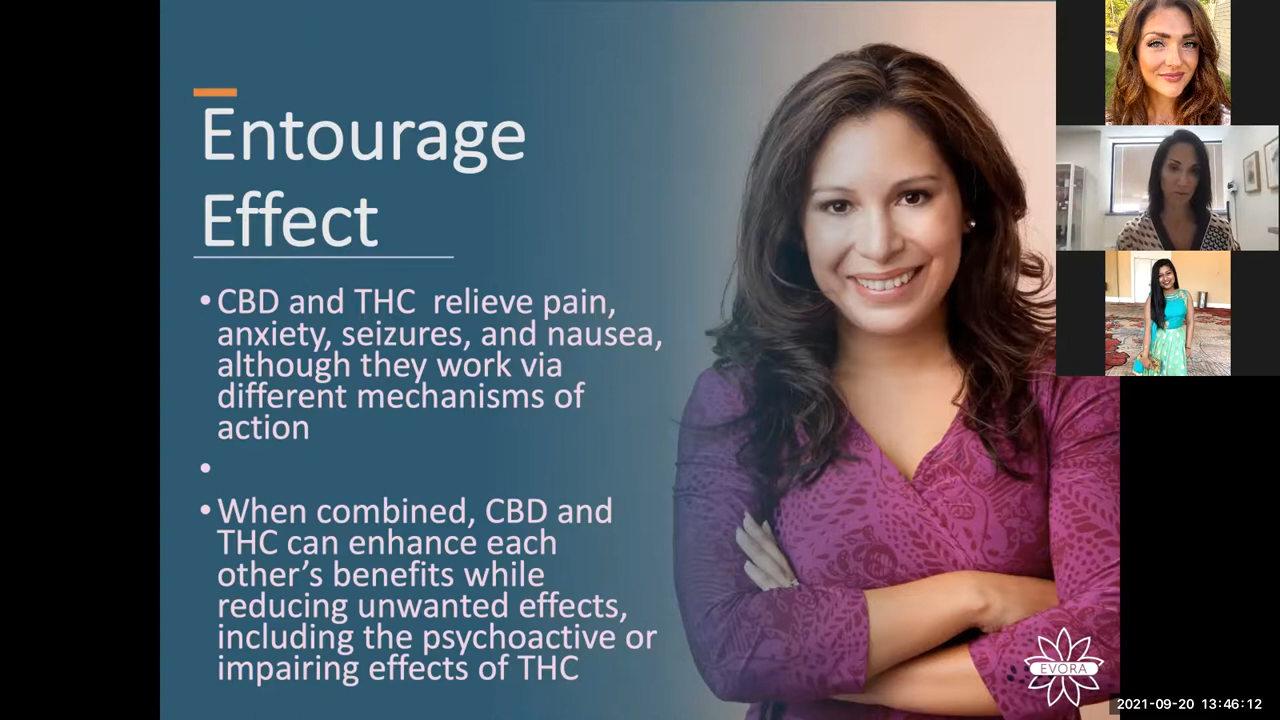 Entourage
Effect
• CBD and THC  relieve pain,
anxiety, seizures, and nausea,
although they work via
different mechanisms of
action
•
• When combined, CBD and
THC can enhance each
other’s benefits while
reducing unwanted effects,
including the psychoactive or
impairing effects of THC
EVORA
2021-09-20 13:46:12